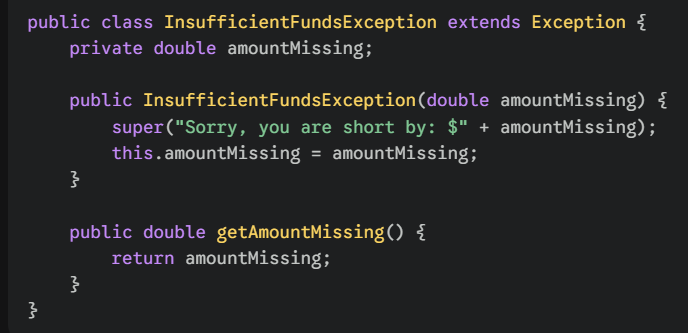 public class InsufficientFundsException extends Exception {
    private double amountMissing;

    public InsufficientFundsException(double amountMissing) {
        super("Sorry, you are short by: $" + amountMissing);
        this.amountMissing = amountMissing;
    }

    public double getAmountMissing() {
        return amountMissing;
    }
}